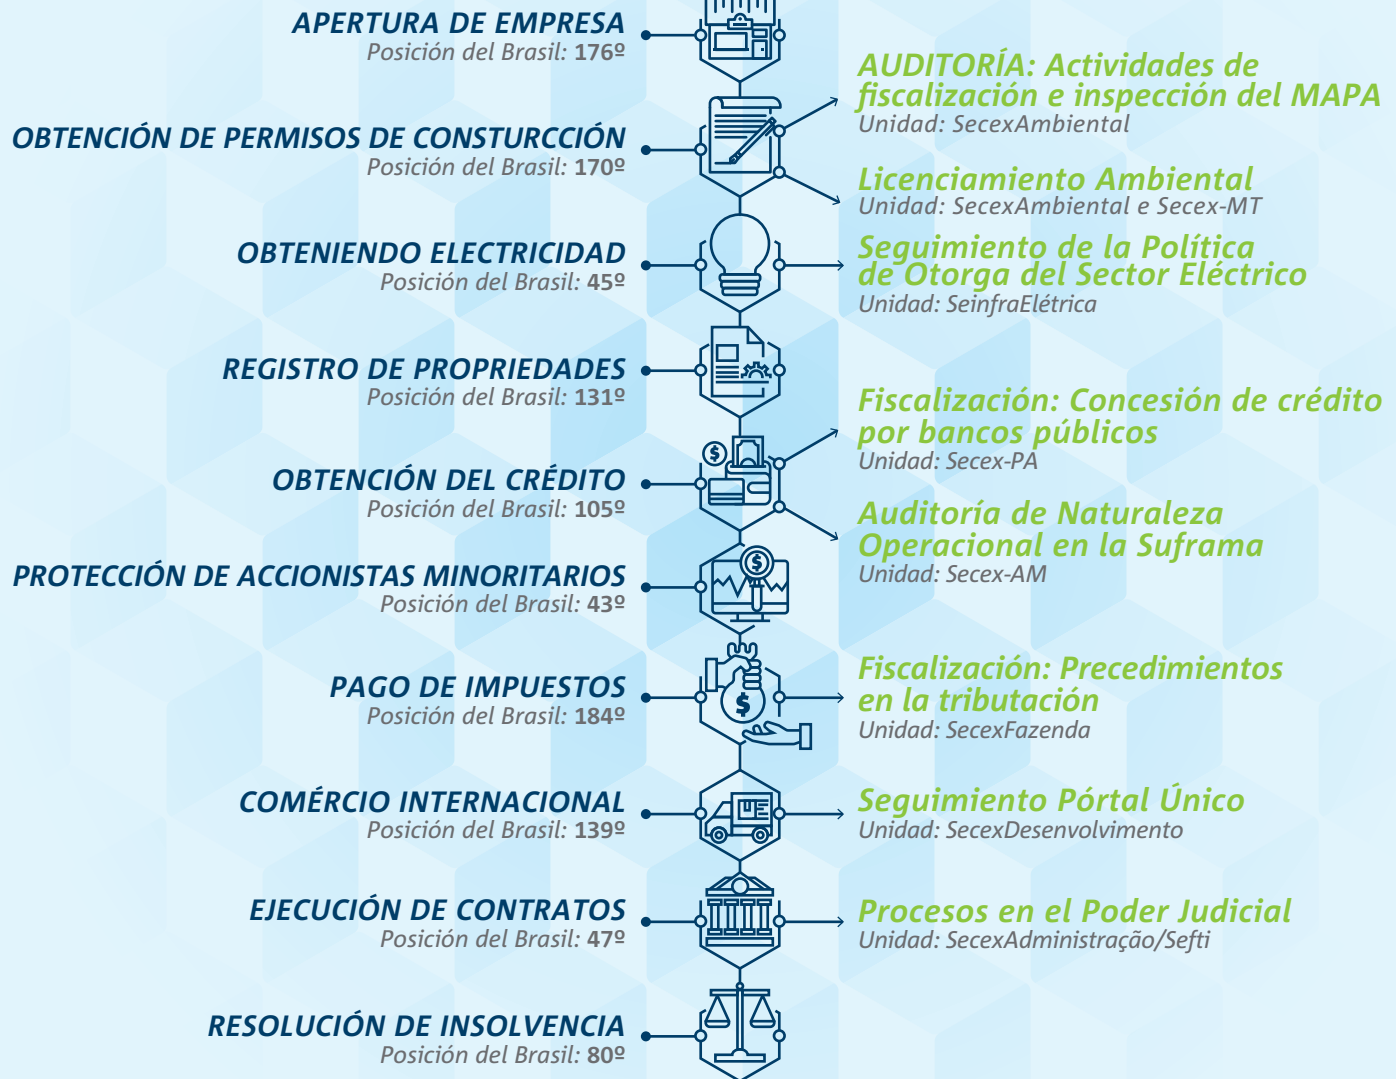 APERTURA DE EMPRESA
Posición del Brasil: 176º
OBTENCIÓN DE PERMISOS DE CONSTURCCIÓN
Posición del Brasil: 170º
AUDITORÍA: Actividades de
fiscalización e inspección del MAPA
Unidad: SecexAmbiental
Licenciamiento Ambiental
Unidad: SecexAmbiental e Secex-MT
OBTENIENDO ELECTRICIDAD
Posición del Brasil: 45º
Seguimiento de la Política
de Otorga del Sector Eléctrico
Unidad: SeinfraElétrica
REGISTRO DE PROPRIEDADES
Posición del Brasil: 131º
OBTENCIÓN DEL CRÉDITO
Posición del Brasil: 105º
Fiscalización: Concesión de crédito
por bancos públicos
Unidad: Secex-PA
Auditoría de Naturaleza
Operacional en la Suframa
Unidad: Secex-AM
PROTECCIÓN DE ACCIONISTAS MINORITARIOS
Posición del Brasil: 43º
PAGO DE IMPUESTOS
Posición del Brasil: 184º
Fiscalización: Precedimientos
en la tributación
Unidad: SecexFazenda
COMÉRCIO INTERNACIONAL
Posición del Brasil: 139º
Seguimiento Pórtal Único
Unidad: SecexDesenvolvimento
EJECUCIÓN DE CONTRATOS
Posición del Brasil: 47º
Procesos en el Poder Judicial
Unidad: SecexAdministração/Sefti
RESOLUCIÓN DE INSOLVENCIA
Posición del Brasil: 80º